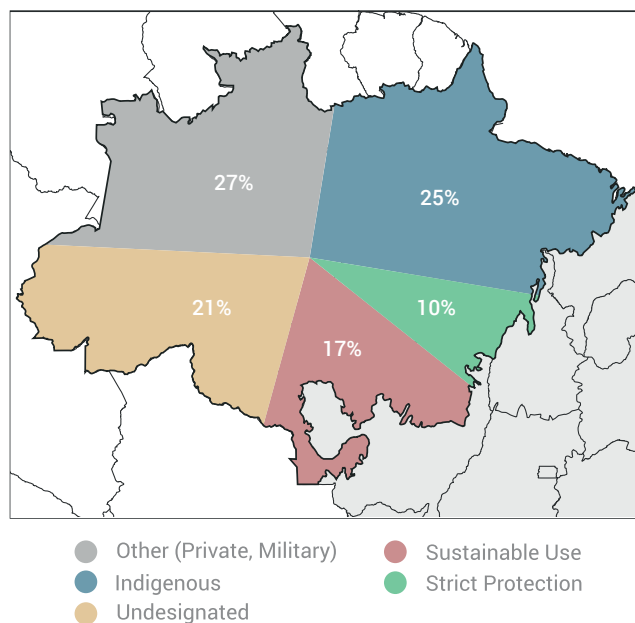 27%
25%
21%
10%
17%
Other (Private, Military)
Indigenous
Undesignated
Sustainable Use
Strict Protection